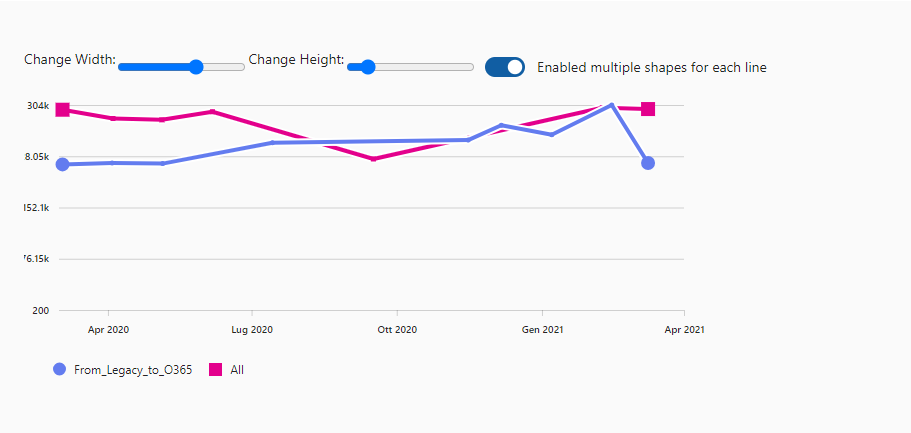 Change Width: Change Height: Enabled multiple shapes for each line
304k
8.05k
152.1k
76.15k
200
Apr 2020 Lug 2020 Ott 2020 Gen 2021 Apr 2021
From_Legacy_to_O365 All